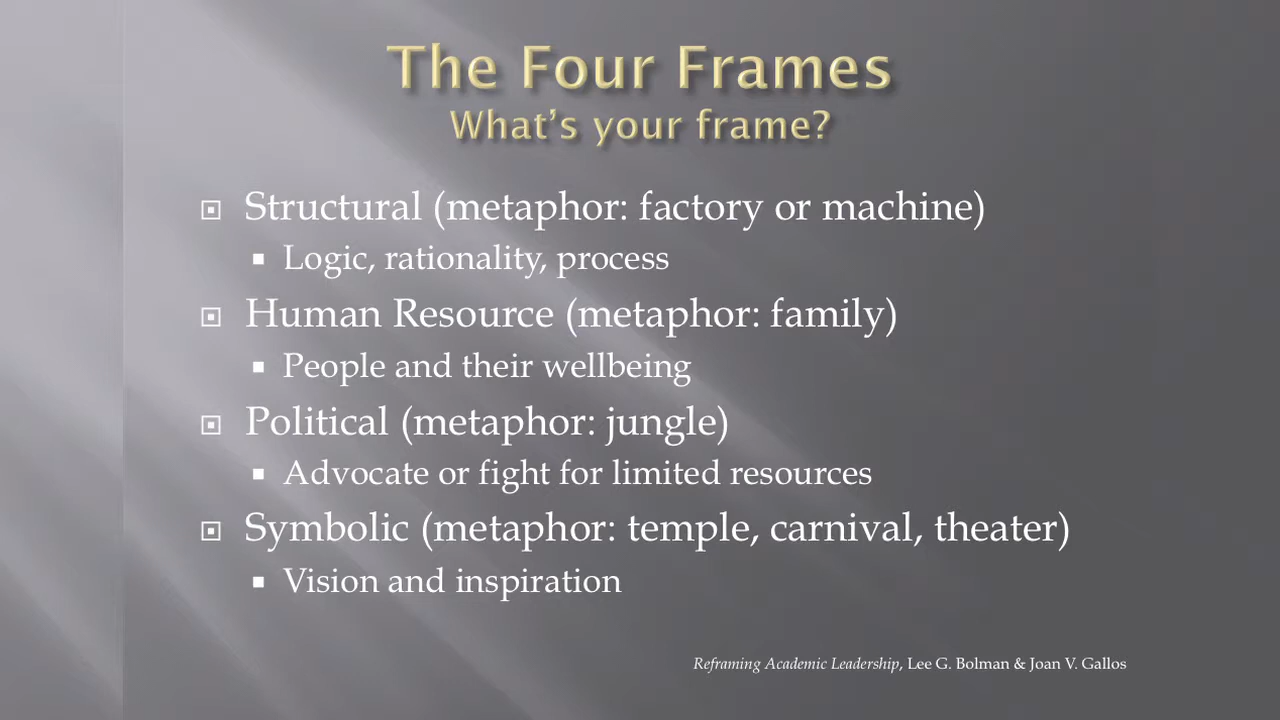 The Four Frames
What's your frame?
Structural (metaphor: factory or machine)
Logic, rationality, process
Human Resource (metaphor: family)
People and their wellbeing
Political (metaphor: jungle)
Advocate or fight for limited resources
Symbolic (metaphor: temple, carnival, theater)
Vision and inspiration
Reframing Academic Leadership, Lee G. Bolman & Joan V. Gallos